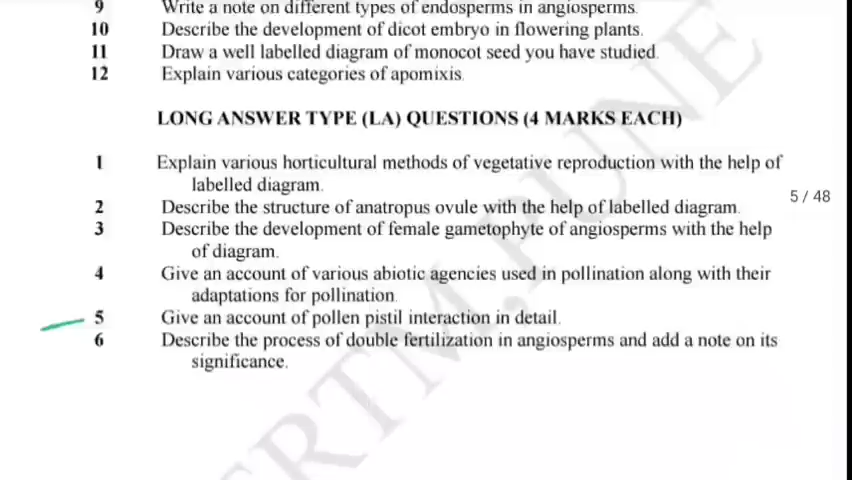 9 Write a note on different types of endosperms in angiosperms.
10 Describe the development of dicot embryo in flowering plants.
11 Draw a well labelled diagram of monocot seed you have studied.
12 Explain various categories of apomixis.
LONG ANSWER TYPE (LA) QUESTIONS (4 MARKS EACH)
1 Explain various horticultural methods of vegetative reproduction with the help of
labelled diagram.
5 / 48
2 Describe the structure of anatropus ovule with the help of labelled diagram.
3 Describe the development of female gametophyte of angiosperms with the help
of diagram.
4 Give an account of various abiotic agencies used in pollination along with their
adaptations for pollination.
5 Give an account of pollen pistil interaction in detail.
6 Describe the process of double fertilization in angiosperms and add a note on its
significance.
ERTM, PUNE